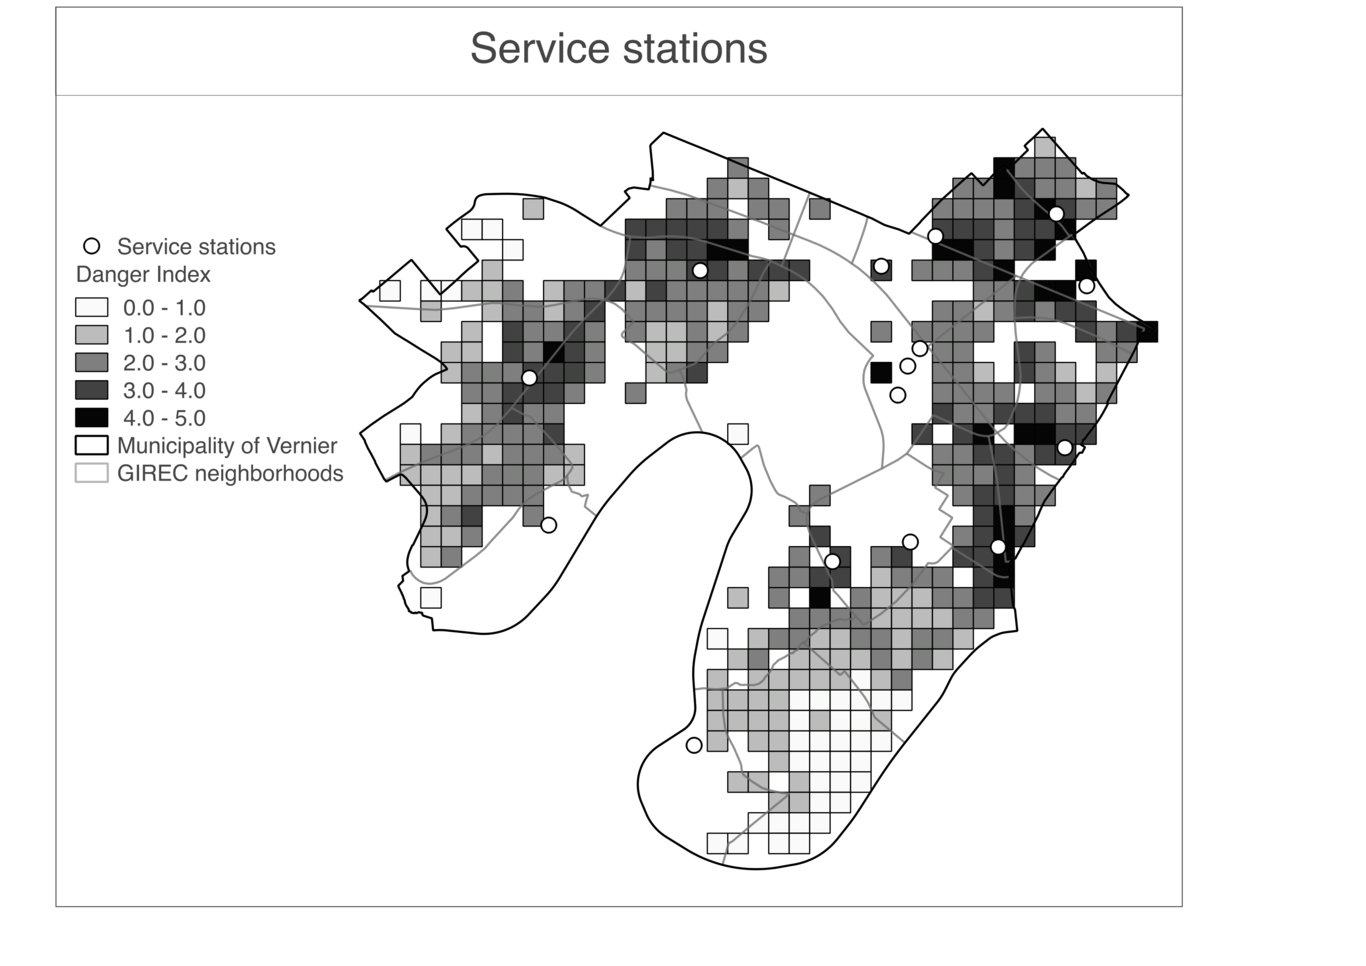 Service stations
Service stations
Danger Index
0.0 - 1.0
1.0 - 2.0
2.0 - 3.0
3.0 - 4.0
4.0 - 5.0
Municipality of Vernier
GIREC neighborhoods